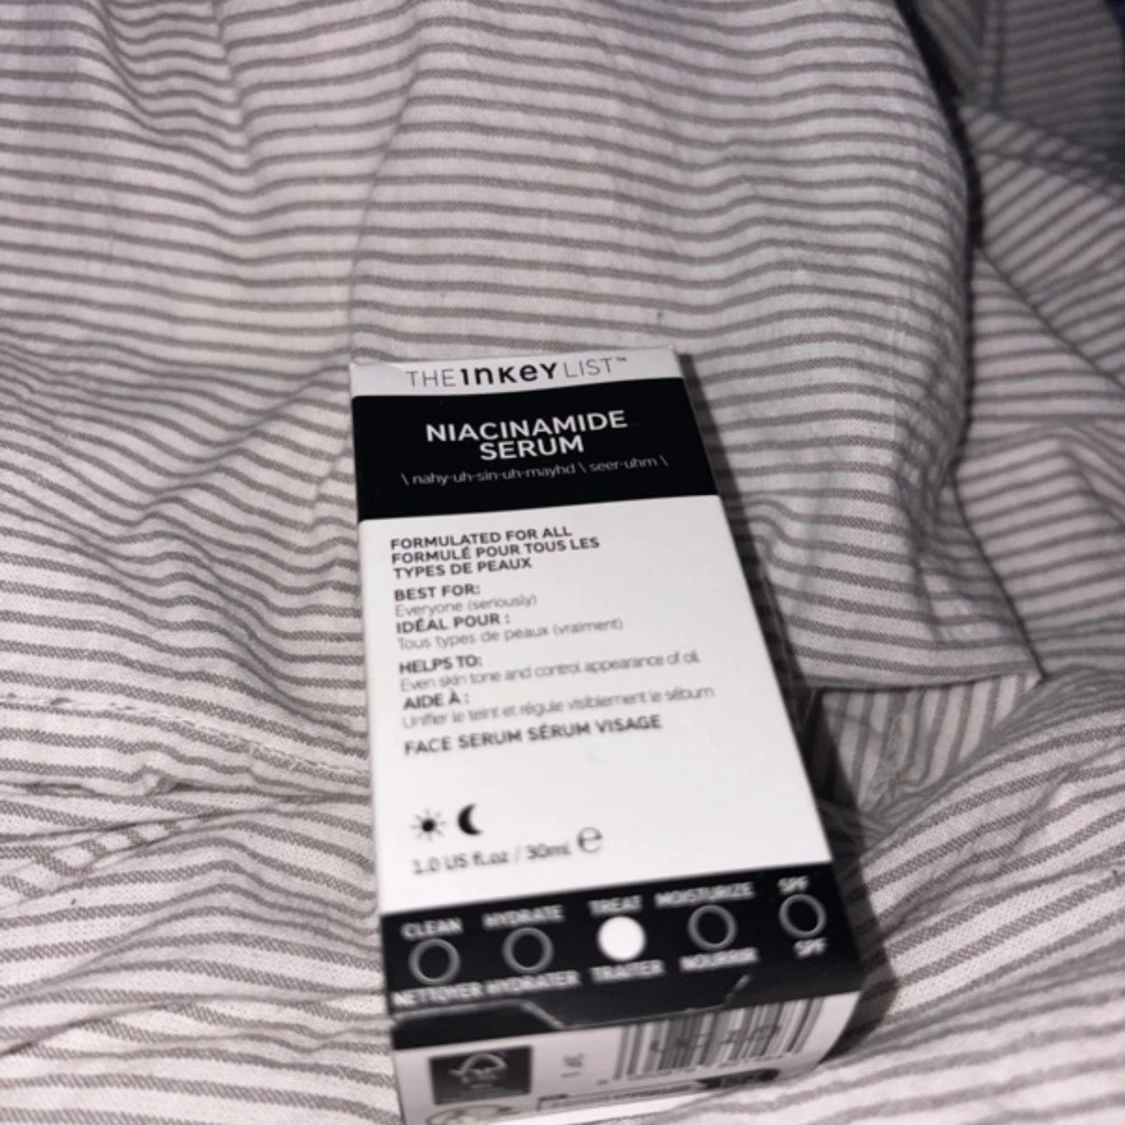 THE INKEY LIST™
NIACINAMIDE
SERUM
\ nahy-uh-sin-uh-mayhd \ seer-uhm \
FORMULATED FOR ALL
FORMULÉ POUR TOUS LES
TYPES DE PEAUX
BEST FOR:
Everyone (seriously)
IDÉAL POUR :
Tous types de peaux (vraiment)
HELPS TO:
Even skin tone and control appearance of oil.
AIDE À :
Unifier le teint et régule visiblement le sébum.
FACE SERUM SÉRUM VISAGE
1.0 US fl.oz / 30ml ℮
CLEAN HYDRATE TREAT MOISTURIZE SPF
NETTOYER HYDRATER TRAITER NOURRIR SPF